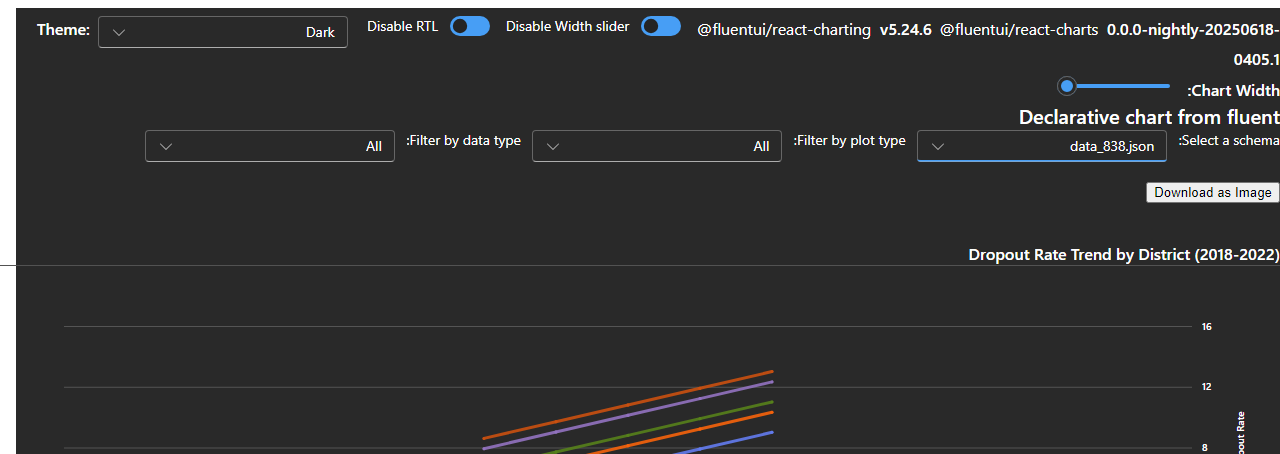 Theme: Dark Disable RTL Disable Width slider @fluentui/react-charting v5.24.6 @fluentui/react-charts 0.0.0-nightly-20250618-
0405.1
:Chart Width
Declarative chart from fluent
All :Filter by data type All :Filter by plot type data_838.json :Select a schema
Download as Image
Dropout Rate Trend by District (2018-2022)
16
12
8
Rate